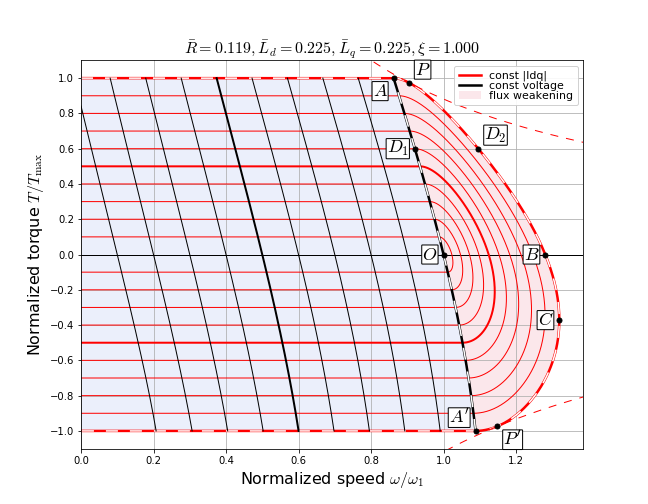 R̄ = 0.119, L̄_d = 0.225, L̄_q = 0.225, ξ = 1.000
const |Idq|
const voltage
flux weakening
P
A
D₁
D₂
O
B
C
A′
P′
1.0
0.8
0.6
0.4
0.2
0.0
−0.2
−0.4
−0.6
−0.8
−1.0
Normalized torque T/T_max
0.0 0.2 0.4 0.6 0.8 1.0 1.2
Normalized speed ω/ω₁